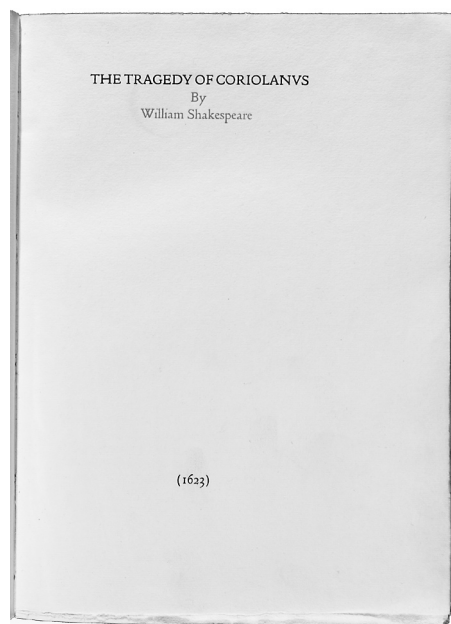 THE TRAGEDY OF CORIOLANVS
By
William Shakespeare
(1623)